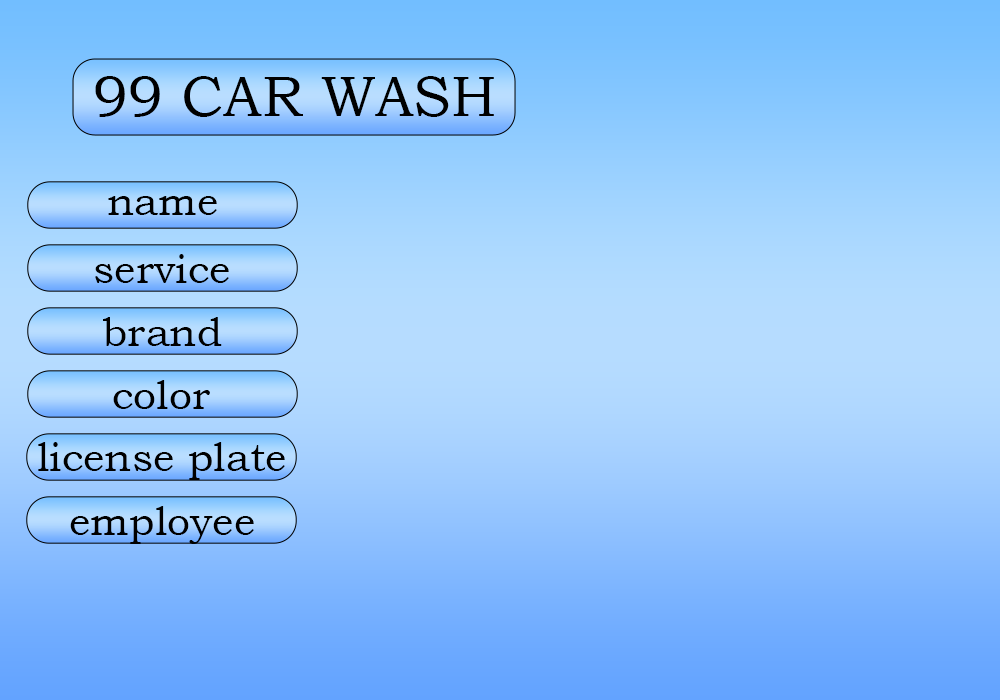 99 CAR WASH
name
service
brand
color
license plate
employee